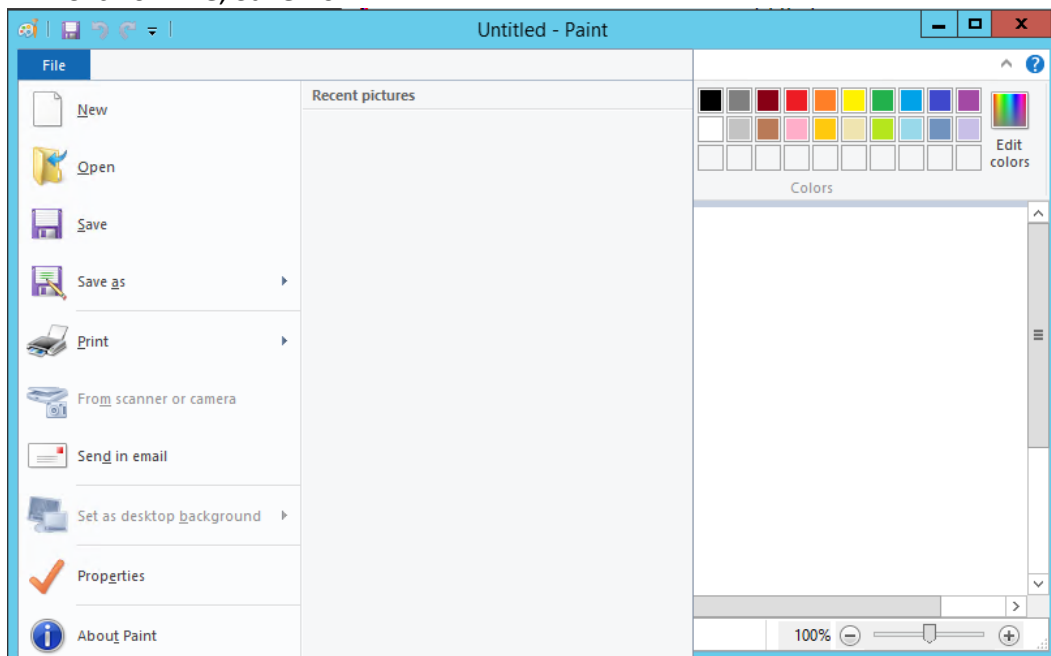 Untitled - Paint
File
Recent pictures
New
Open
Save
Save as
Print
From scanner or camera
Send in email
Set as desktop background
Properties
About Paint
Edit
colors
Colors
100%